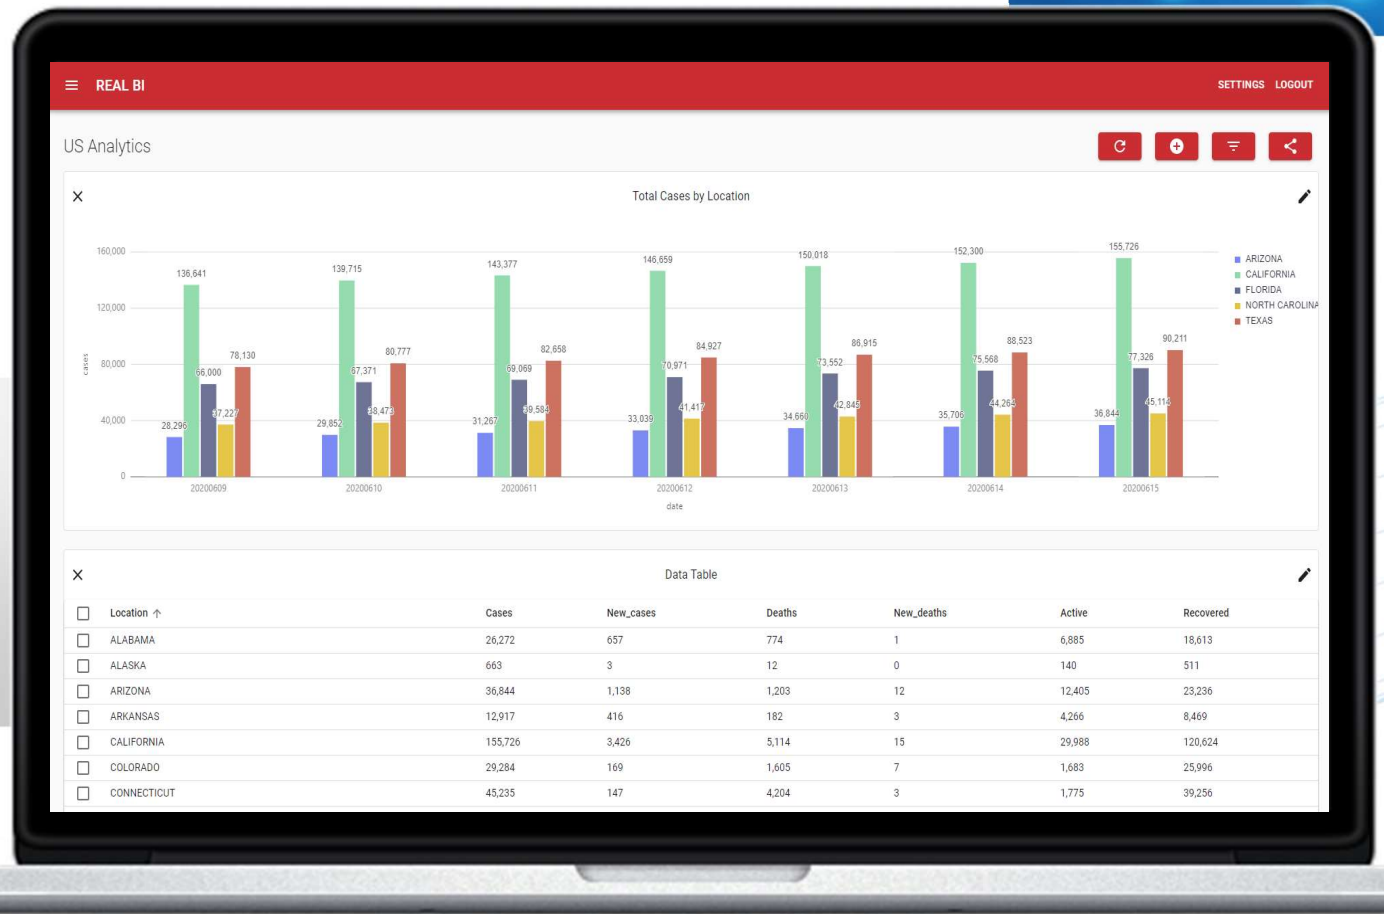 REAL BI
SETTINGS LOGOUT
US Analytics
Total Cases by Location
160,000
120,000
80,000
40,000
0
cases
136,641
139,715
143,377
146,659
150,018
152,300
155,726
78,130
80,777
82,658
84,927
86,915
88,523
90,211
66,000
67,371
69,069
70,971
73,552
75,568
77,326
37,227
38,473
39,584
41,417
42,845
44,264
45,114
28,296
29,852
31,267
33,039
34,660
35,706
36,844
ARIZONA
CALIFORNIA
FLORIDA
NORTH CAROLINA
TEXAS
20200609 20200610 20200611 20200612 20200613 20200614 20200615
date
Data Table
Location Cases New_cases Deaths New_deaths Active Recovered
ALABAMA 26,272 657 774 1 6,885 18,613
ALASKA 663 3 12 0 140 511
ARIZONA 36,844 1,138 1,203 12 12,405 23,236
ARKANSAS 12,917 416 182 3 4,266 8,469
CALIFORNIA 155,726 3,426 5,114 15 29,988 120,624
COLORADO 29,284 169 1,605 7 1,683 25,996
CONNECTICUT 45,235 147 4,204 3 1,775 39,256